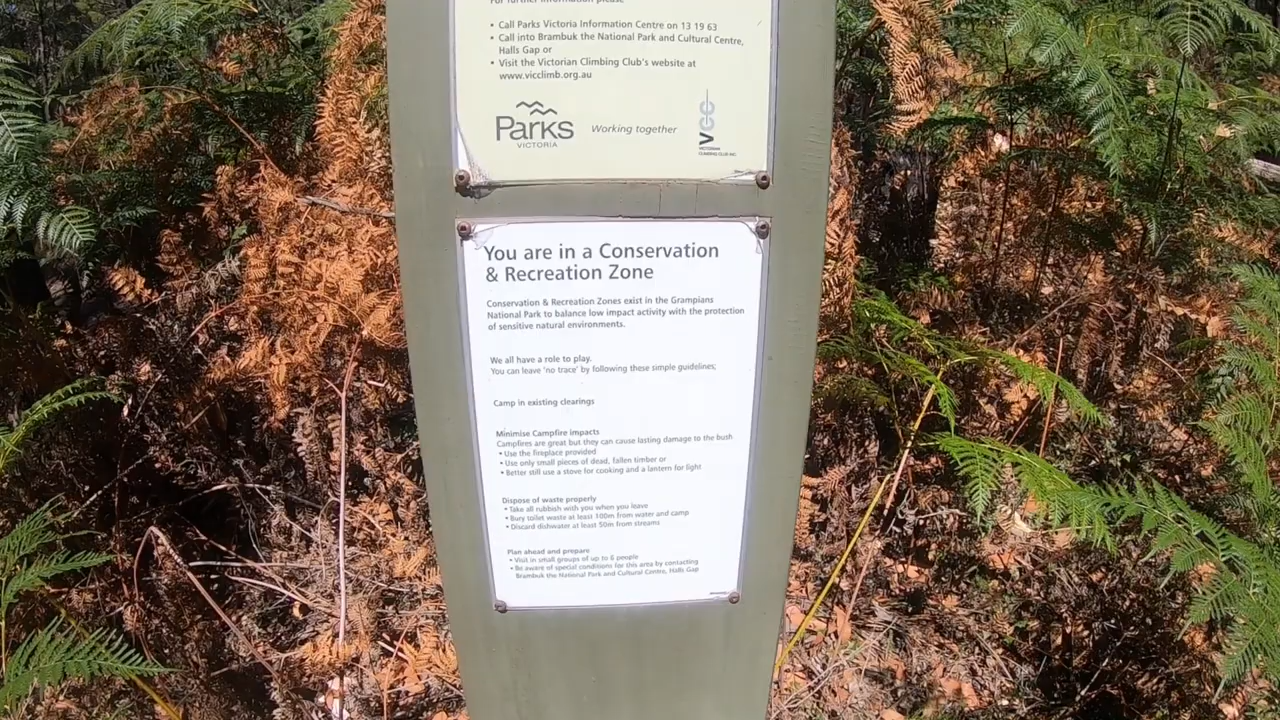 For further information please
• Call Parks Victoria Information Centre on 13 19 63
• Call into Brambuk the National Park and Cultural Centre,
Halls Gap or
• Visit the Victorian Climbing Club's website at
www.vicclimb.org.au
Parks
VICTORIA
Working together
VCC
VICTORIAN
CLIMBING CLUB INC.
You are in a Conservation
& Recreation Zone
Conservation & Recreation Zones exist in the Grampians
National Park to balance low impact activity with the protection
of sensitive natural environments.
We all have a role to play.
You can leave 'no trace' by following these simple guidelines;
Camp in existing clearings
Minimise Campfire impacts
Campfires are great but they can cause lasting damage to the bush
• Use the fireplace provided
• Use only small pieces of dead, fallen timber or
• Better still use a stove for cooking and a lantern for light
Dispose of waste properly
• Take all rubbish with you when you leave
• Bury toilet waste at least 100m from water and camp
• Discard dishwater at least 50m from streams
Plan ahead and prepare
• Visit in small groups of up to 6 people
• Be aware of special conditions for this area by contacting
Brambuk the National Park and Cultural Centre, Halls Gap